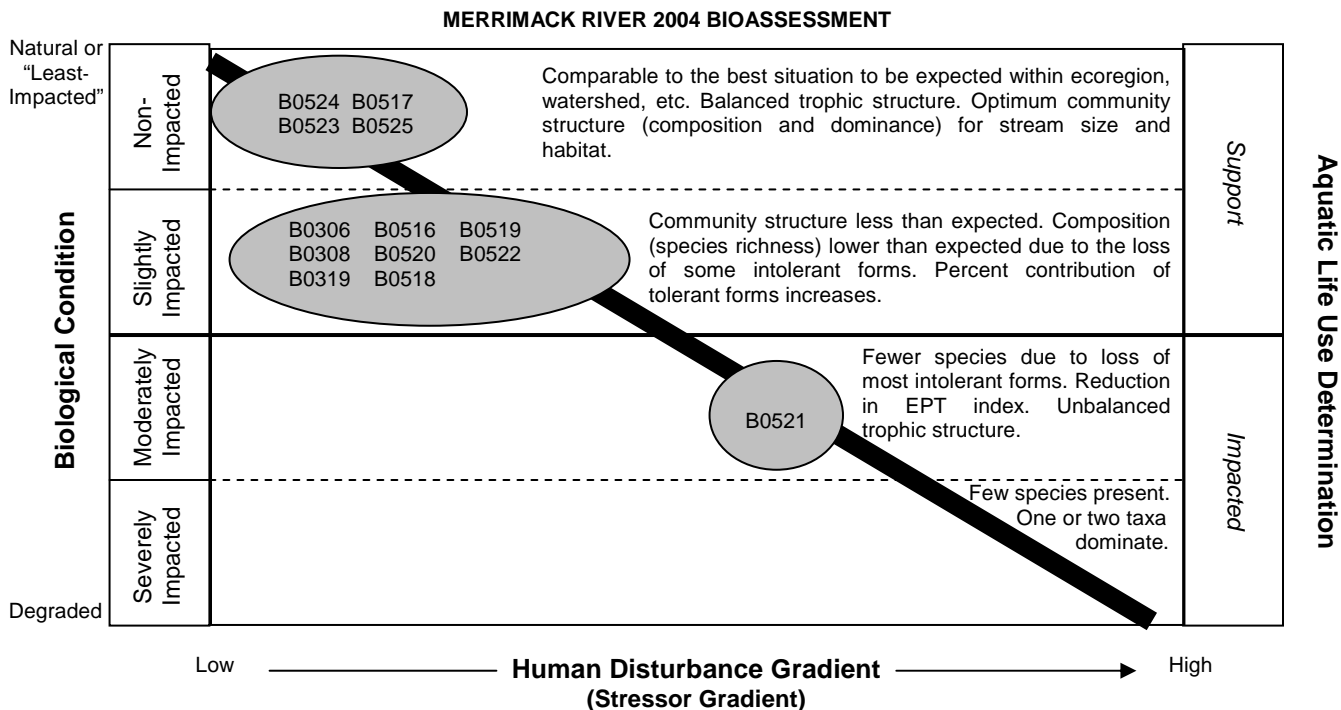 MERRIMACK RIVER 2004 BIOASSESSMENT
Natural or
“Least-
Impacted”
Degraded
Biological Condition
Non-
Impacted
Slightly
Impacted
Moderately
Impacted
Severely
Impacted
B0524 B0517
B0523 B0525
Comparable to the best situation to be expected within ecoregion,
watershed, etc. Balanced trophic structure. Optimum community
structure (composition and dominance) for stream size and
habitat.
B0306 B0516 B0519
B0308 B0520 B0522
B0319 B0518
Community structure less than expected. Composition
(species richness) lower than expected due to the loss
of some intolerant forms. Percent contribution of
tolerant forms increases.
B0521
Fewer species due to loss of
most intolerant forms. Reduction
in EPT index. Unbalanced
trophic structure.
Few species present.
One or two taxa
dominate.
Support
Impacted
Aquatic Life Use Determination
Low
Human Disturbance Gradient
(Stressor Gradient)
High